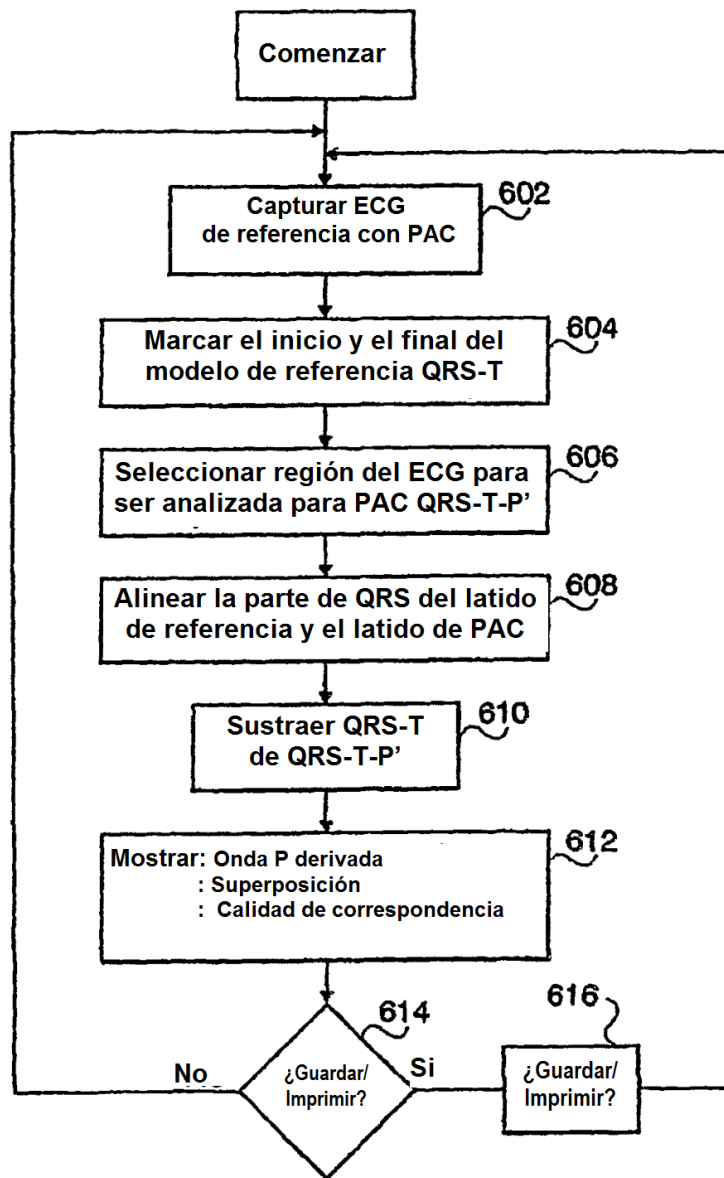 Comenzar
602
Capturar ECG
de referencia con PAC
604
Marcar el inicio y el final del
modelo de referencia QRS-T
606
Seleccionar región del ECG para
ser analizada para PAC QRS-T-P’
608
Alinear la parte de QRS del latido
de referencia y el latido de PAC
610
Sustraer QRS-T
de QRS-T-P’
612
Mostrar: Onda P derivada
: Superposición
: Calidad de correspondencia
614
616
No
¿Guardar/
Imprimir?
Si
¿Guardar/
Imprimir?